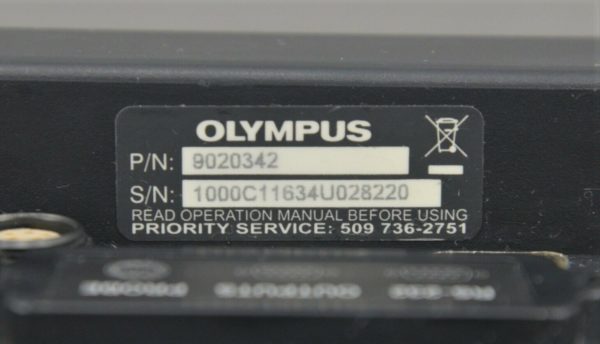 OLYMPUS
P/N: 9020342
S/N: 1000C11634U028220
READ OPERATION MANUAL BEFORE USING
PRIORITY SERVICE: 509 736-2751